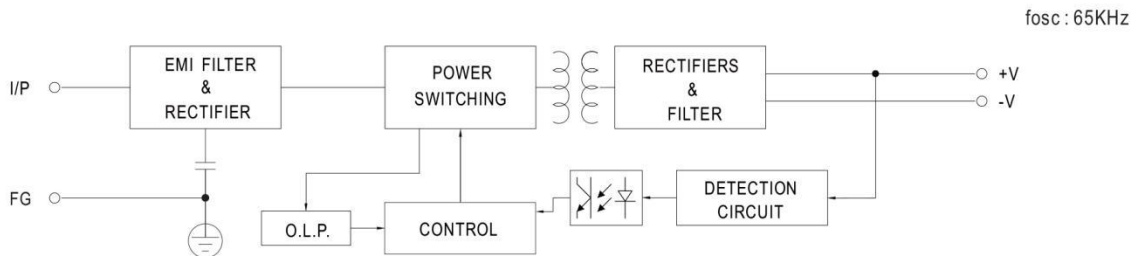 fosc : 65KHz
I/P
EMI FILTER
&
RECTIFIER
POWER
SWITCHING
RECTIFIERS
&
FILTER
+V
-V
FG
O.L.P.
CONTROL
DETECTION
CIRCUIT